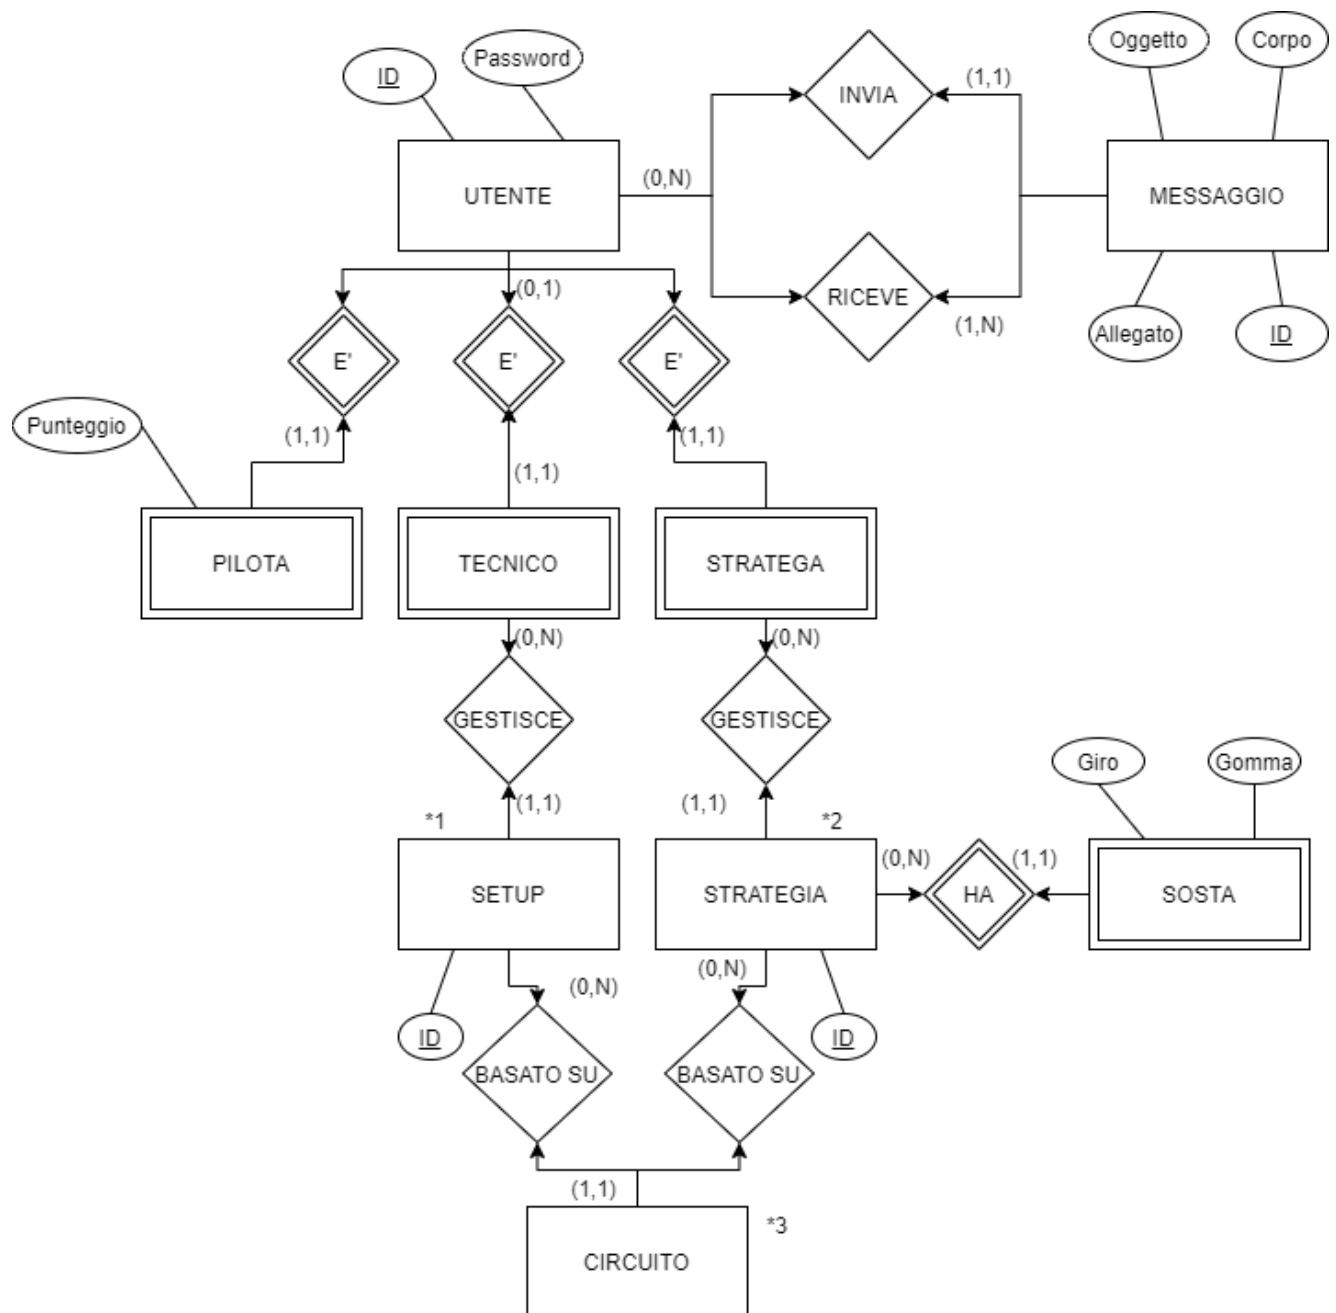 Oggetto
Corpo
ID
Password
INVIA
(1,1)
UTENTE
(0,N)
MESSAGGIO
(0,1)
RICEVE
(1,N)
Allegato
ID
E'
E'
E'
Punteggio
(1,1)
(1,1)
(1,1)
PILOTA
TECNICO
STRATEGA
(0,N)
(0,N)
GESTISCE
GESTISCE
Giro
Gomma
(1,1)
(1,1)
*1
*2
(0,N)
(1,1)
SETUP
STRATEGIA
HA
SOSTA
(0,N)
(0,N)
ID
ID
BASATO SU
BASATO SU
(1,1)
*3
CIRCUITO